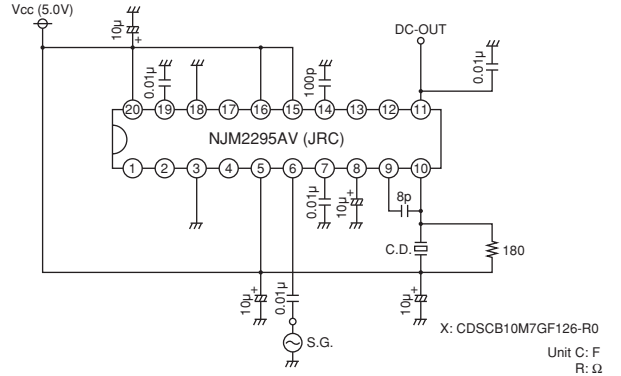 Vcc (5.0V)
10μ
+
DC-OUT
0.01μ
100p
0.01μ
20 19 18 17 16 15 14 13 12 11
NJM2295AV (JRC)
1 2 3 4 5 6 7 8 9 10
0.01μ
10μ
+
8p
C.D.
180
10μ
+
0.01μ
10μ
+
S.G.
X: CDSCB10M7GF126-R0
Unit C: F
R: Ω